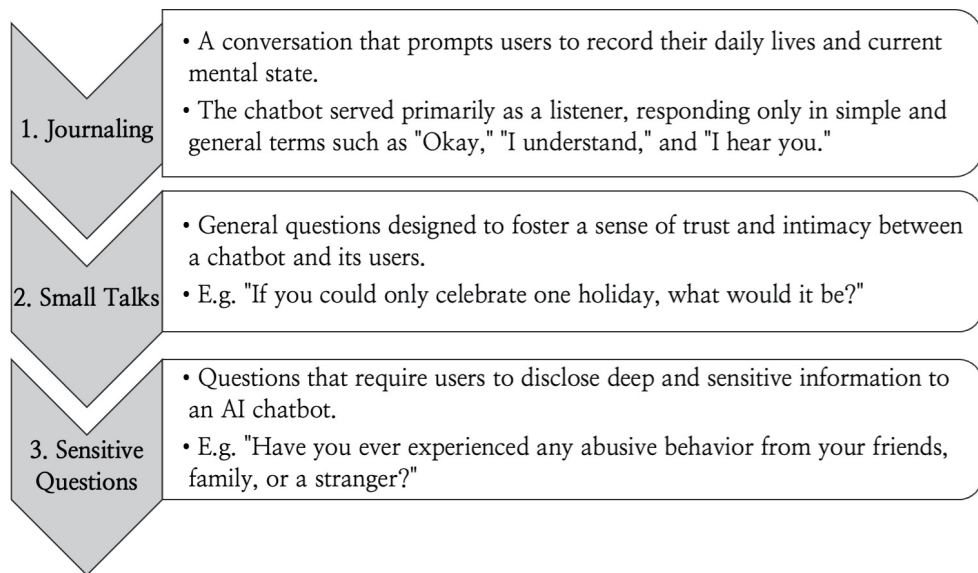 1. Journaling
• A conversation that prompts users to record their daily lives and current
mental state.
• The chatbot served primarily as a listener, responding only in simple and
general terms such as "Okay," "I understand," and "I hear you."
2. Small Talks
• General questions designed to foster a sense of trust and intimacy between
a chatbot and its users.
• E.g. "If you could only celebrate one holiday, what would it be?"
3. Sensitive
Questions
• Questions that require users to disclose deep and sensitive information to
an AI chatbot.
• E.g. "Have you ever experienced any abusive behavior from your friends,
family, or a stranger?"